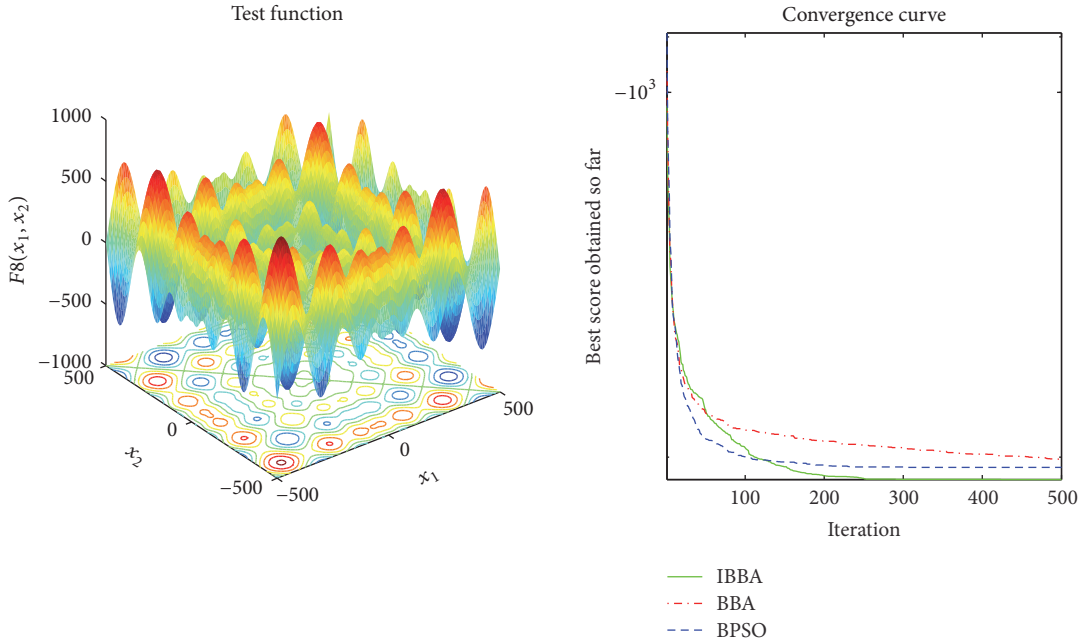 Test function
1000
500
0
−500
−1000
F8(x₁, x₂)
500
0
−500
x₂
−500
0
500
x₁
Convergence curve
−10³
Best score obtained so far
100
200
300
400
500
Iteration
IBBA
BBA
BPSO